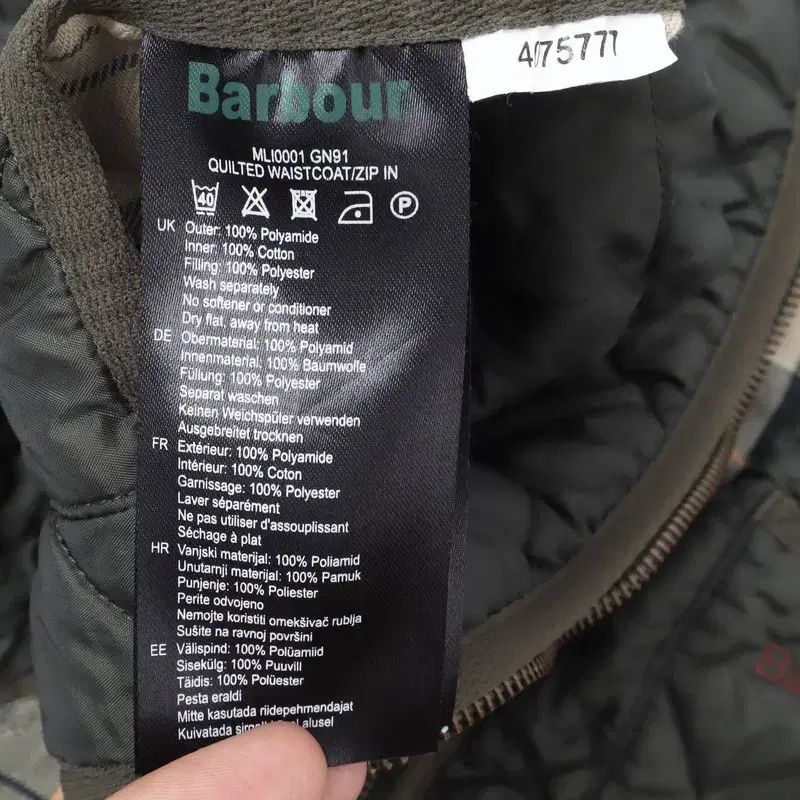 Barbour
4075771
MLI0001 GN91
QUILTED WAISTCOAT/ZIP IN
40
P
UK Outer: 100% Polyamide
Inner: 100% Cotton
Filling: 100% Polyester
Wash separately
No softener or conditioner
Dry flat, away from heat
DE Obermaterial: 100% Polyamid
Innenmaterial: 100% Baumwolle
Füllung: 100% Polyester
Separat waschen
Keinen Weichspüler verwenden
Ausgebreitet trocknen
FR Extérieur: 100% Polyamide
Intérieur: 100% Coton
Garnissage: 100% Polyester
Laver séparément
Ne pas utiliser d'assouplissant
Séchage à plat
HR Vanjski materijal: 100% Poliamid
Unutarnji materijal: 100% Pamuk
Punjenje: 100% Poliester
Perite odvojeno
Nemojte koristiti omekšivač rublja
Sušite na ravnoj površini
EE Välispind: 100% Polüamiid
Sisekülg: 100% Puuvill
Täidis: 100% Polüester
Pesta eraldi
Mitte kasutada riidepehmendajat
Kuivatada alusel